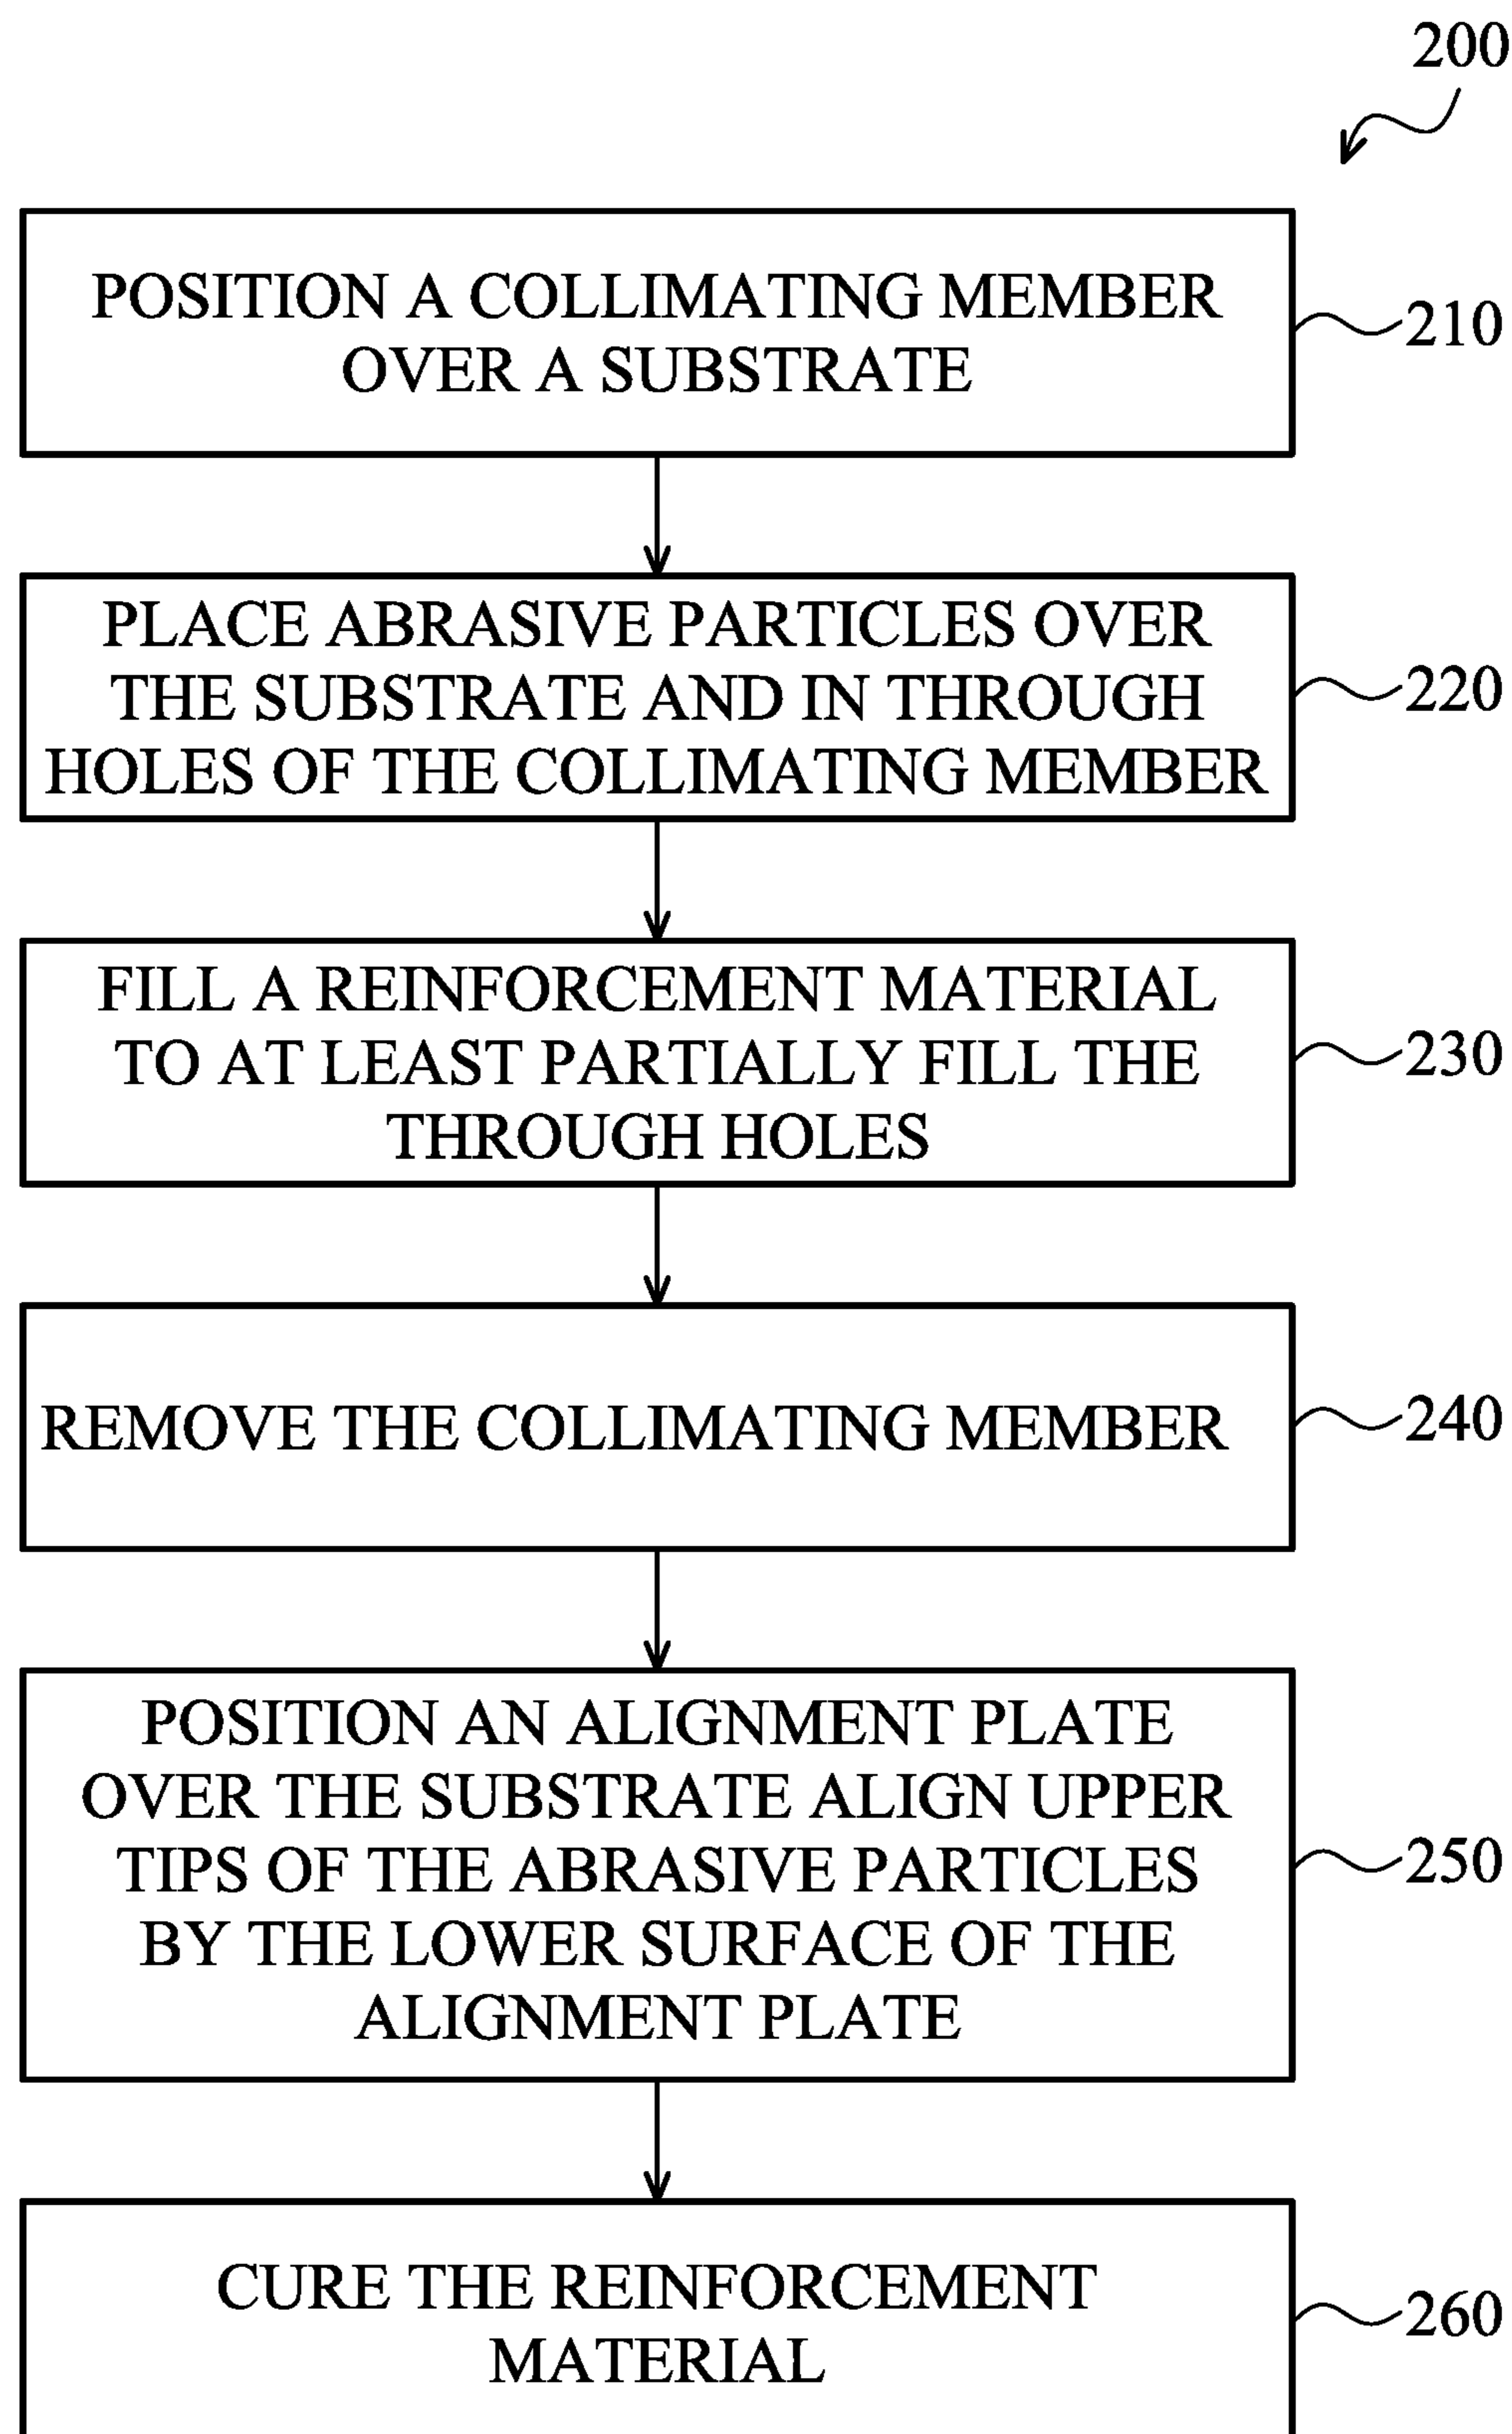 200
POSITION A COLLIMATING MEMBER
OVER A SUBSTRATE
210
PLACE ABRASIVE PARTICLES OVER
THE SUBSTRATE AND IN THROUGH
HOLES OF THE COLLIMATING MEMBER
220
FILL A REINFORCEMENT MATERIAL
TO AT LEAST PARTIALLY FILL THE
THROUGH HOLES
230
REMOVE THE COLLIMATING MEMBER
240
POSITION AN ALIGNMENT PLATE
OVER THE SUBSTRATE ALIGN UPPER
TIPS OF THE ABRASIVE PARTICLES
BY THE LOWER SURFACE OF THE
ALIGNMENT PLATE
250
CURE THE REINFORCEMENT
MATERIAL
260